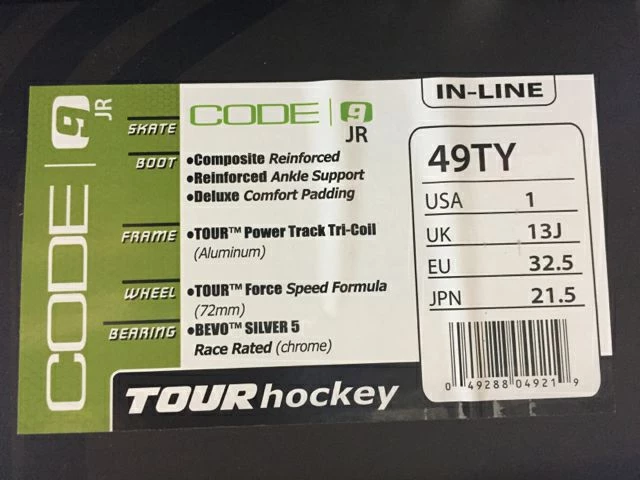 CODE 9 JR
SKATE
CODE 9
JR
BOOT
•Composite Reinforced
•Reinforced Ankle Support
•Deluxe Comfort Padding
FRAME
•TOUR™ Power Track Tri-Coil
(Aluminum)
WHEEL
•TOUR™ Force Speed Formula
(72mm)
BEARING
•BEVO™ SILVER 5
Race Rated (chrome)
TOUR hockey
IN-LINE
49TY
USA 1
UK 13J
EU 32.5
JPN 21.5
0 49288 04921 9